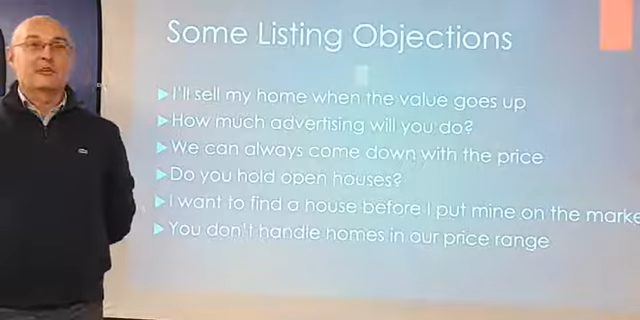 Some Listing Objections
I'll sell my home when the value goes up
How much advertising will you do?
We can always come down with the price
Do you hold open houses?
I want to find a house before I put mine on the marke
You don't handle homes in our price range